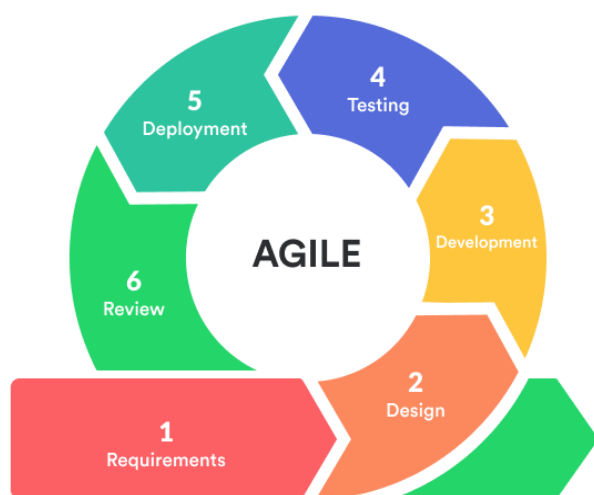 AGILE
1
Requirements
2
Design
3
Development
4
Testing
5
Deployment
6
Review